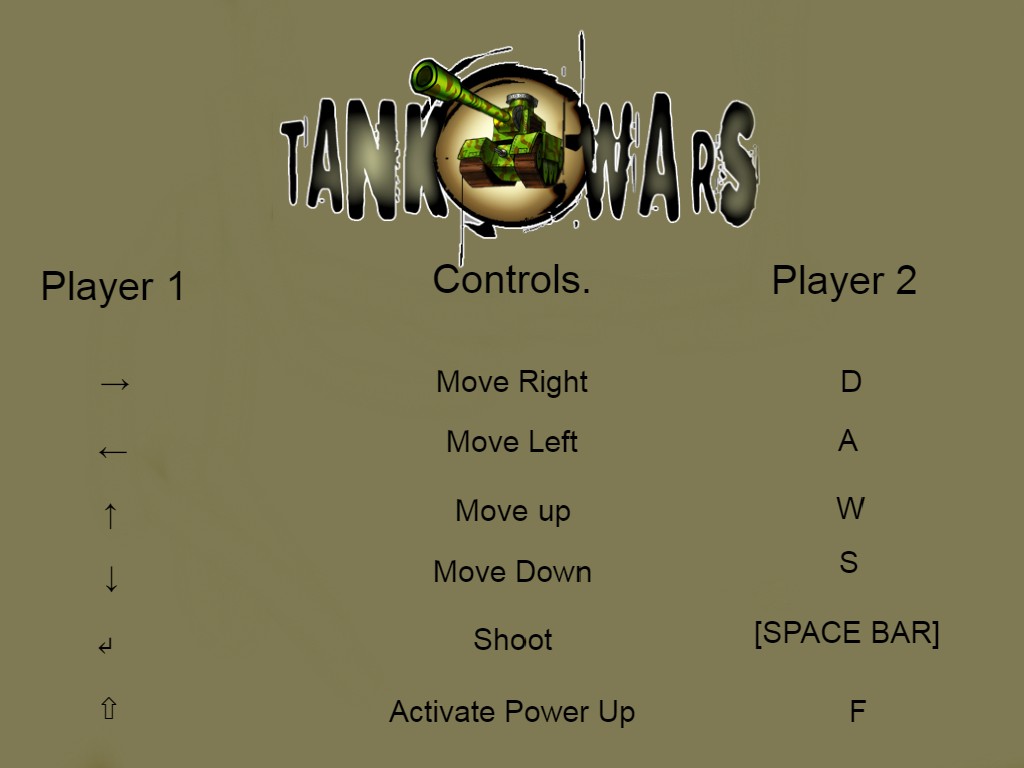 TANK WARS
Player 1 Controls. Player 2
→ Move Right D
← Move Left A
↑ Move up W
↓ Move Down S
↲ Shoot [SPACE BAR]
⇧ Activate Power Up F